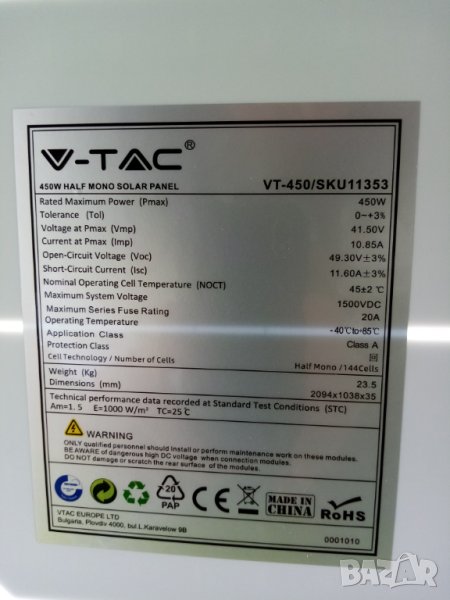 V-TAC®
450W HALF MONO SOLAR PANEL VT-450/SKU11353
Rated Maximum Power (Pmax) 450W
Tolerance (Tol) 0~+3%
Voltage at Pmax (Vmp) 41.50V
Current at Pmax (Imp) 10.85A
Open-Circuit Voltage (Voc) 49.30V±3%
Short-Circuit Current (Isc) 11.60A±3%
Nominal Operating Cell Temperature (NOCT) 45±2 ℃
Maximum System Voltage 1500VDC
Maximum Series Fuse Rating 20A
Operating Temperature -40℃to+85℃
Application Class Class A
Protection Class
Cell Technology / Number of Cells Half Mono /144Cells
Weight (Kg) 23.5
Dimensions (mm) 2094x1038x35
Technical performance data recorded at Standard Test Conditions (STC)
Am=1.5 E=1000 W/m² TC=25℃
WARNING
ONLY qualified personnel should install or perform maintenance work on these modules.
BE AWARE of dangerous high DC voltage when connection modules.
DO NOT damage or scratch the rear surface of the modules.
20
PAP
CE
MADE IN
CHINA
RoHS
VTAC EUROPE LTD
Bulgaria, Plovdiv 4000, bul.L.Karavelow 9B
0001010
BAZAR